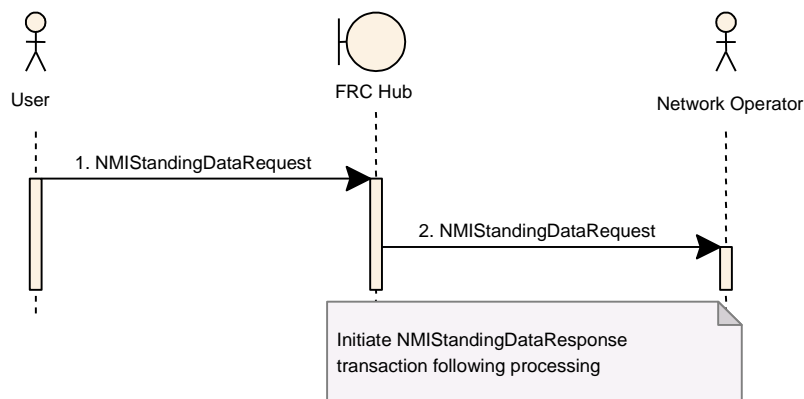 User
FRC Hub
Network Operator
1. NMIStandingDataRequest
2. NMIStandingDataRequest
Initiate NMIStandingDataResponse
transaction following processing